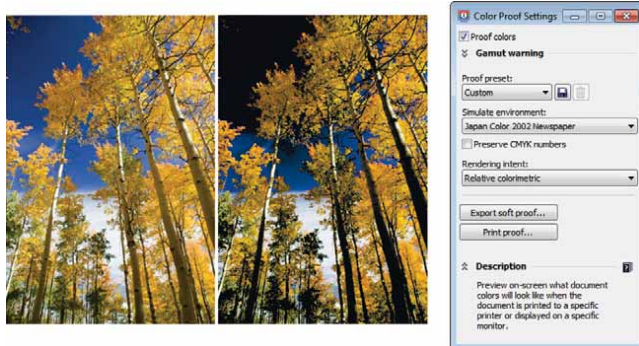 Color Proof Settings
Proof colors
Gamut warning
Proof preset:
Custom
Simulate environment:
Japan Color 2002 Newspaper
Preserve CMYK numbers
Rendering intent:
Relative colorimetric
Export soft proof...
Print proof...
Description
Preview on-screen what document
colors will look like when the
document is printed to a specific
printer or displayed on a specific
monitor.